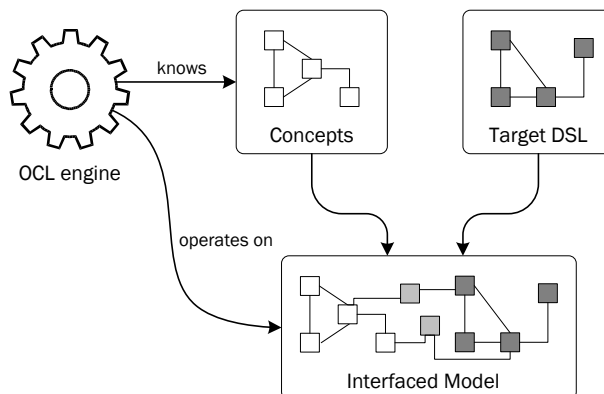 knows
Concepts
Target DSL
OCL engine
operates on
Interfaced Model